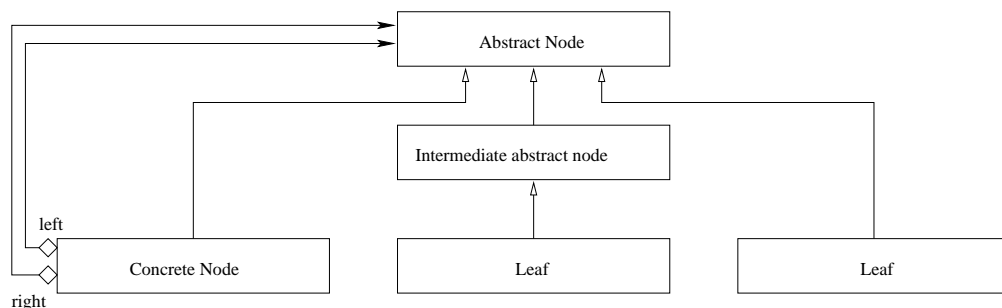 Abstract Node
Intermediate abstract node
left
Concrete Node
Leaf
Leaf
right